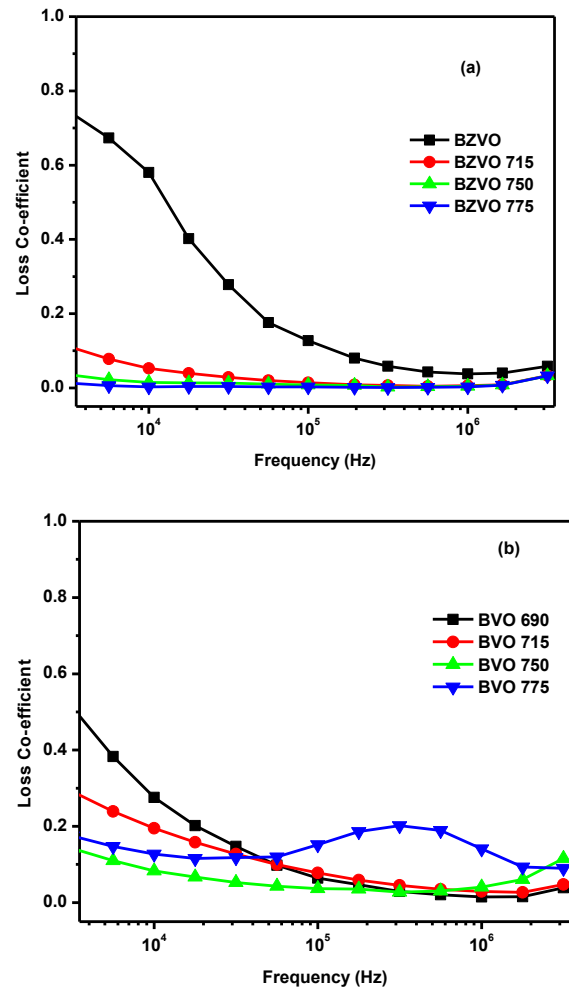 1.0
(a)
0.8
BZVO
BZVO 715
BZVO 750
BZVO 775
0.6
0.4
0.2
0.0
Loss Co-efficient
10^4
10^5
10^6
Frequency (Hz)
1.0
(b)
0.8
BVO 690
BVO 715
BVO 750
BVO 775
0.6
0.4
0.2
0.0
Loss Co-efficient
10^4
10^5
10^6
Frequency (Hz)